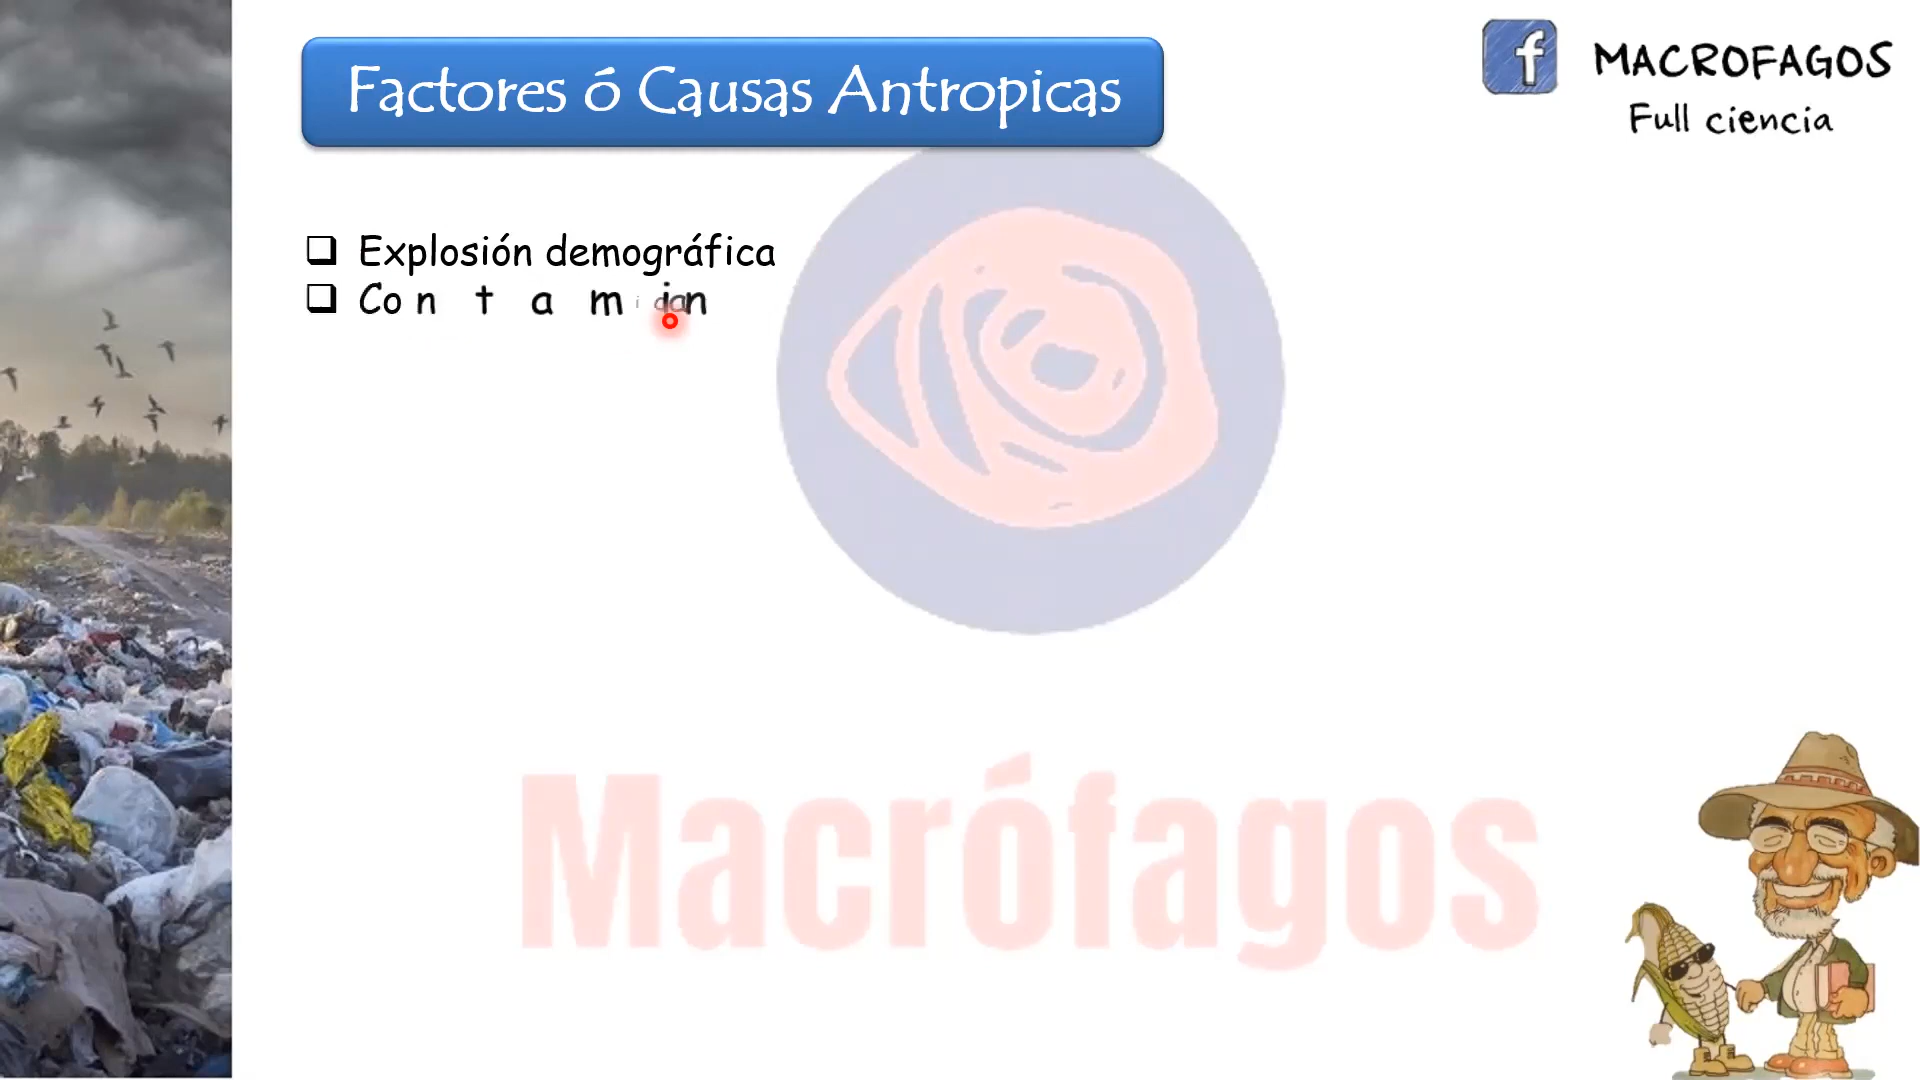 Factores ó Causas Antropicas
f
MACROFAGOS
Full ciencia
Explosión demográfica
Macrófagos